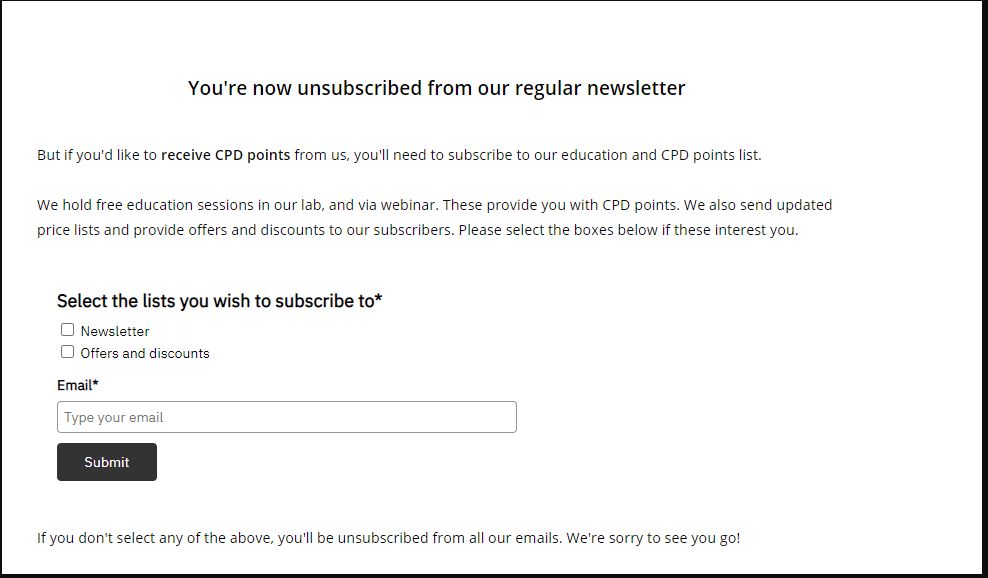 You're now unsubscribed from our regular newsletter
But if you'd like to receive CPD points from us, you'll need to subscribe to our education and CPD points list.
We hold free education sessions in our lab, and via webinar. These provide you with CPD points. We also send updated
price lists and provide offers and discounts to our subscribers. Please select the boxes below if these interest you.
Select the lists you wish to subscribe to*
Newsletter
Offers and discounts
Email*
Type your email
Submit
If you don't select any of the above, you'll be unsubscribed from all our emails. We're sorry to see you go!